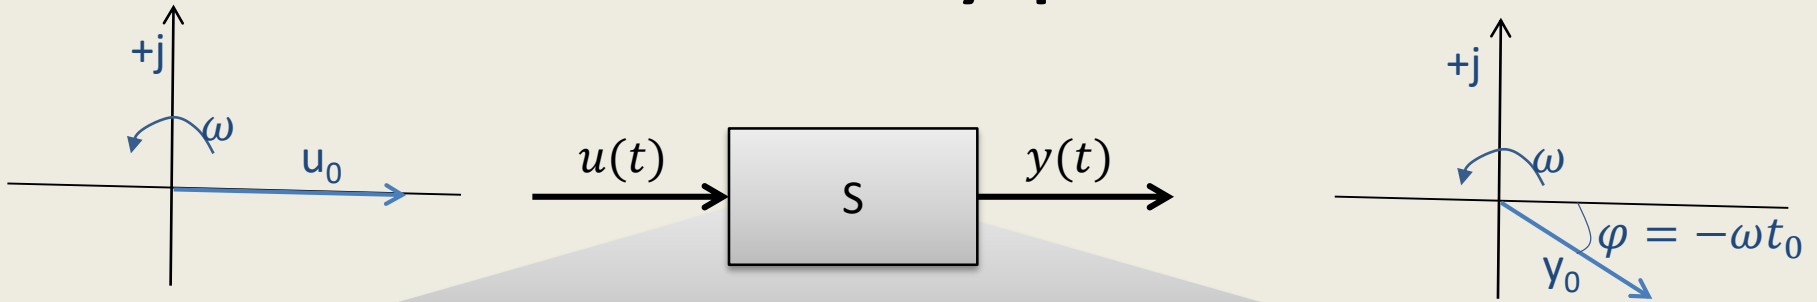 +j
ω
u₀
u(t)
S
y(t)
+j
ω
φ = −ωt₀
y₀